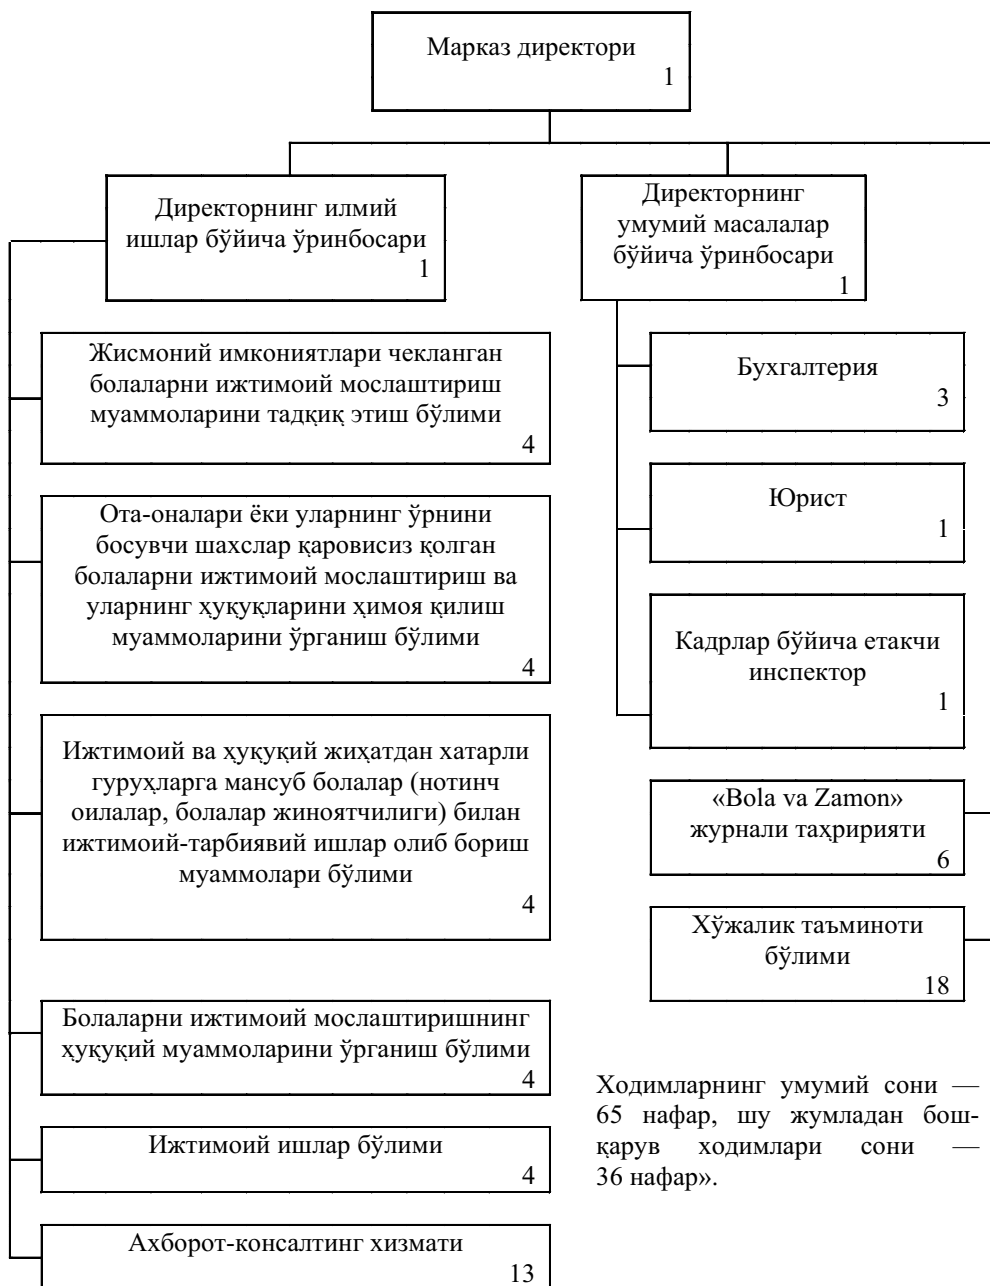 Марказ директори
1
Директорнинг илмий
ишлар бўйича ўринбосари
1
Директорнинг
умумий масалалар
бўйича ўринбосари
1
Жисмоний имкониятлари чекланган
болаларни ижтимоий мослаштириш
муаммоларини тадқиқ этиш бўлими
4
Ота-оналари ёки уларнинг ўрнини
босувчи шахслар қаровисиз қолган
болаларни ижтимоий мослаштириш ва
уларнинг ҳуқуқларини ҳимоя қилиш
муаммоларини ўрганиш бўлими
4
Ижтимоий ва ҳуқуқий жиҳатдан хатарли
гуруҳларга мансуб болалар (нотинч
оилалар, болалар жиноятчилиги) билан
ижтимоий-тарбиявий ишлар олиб бориш
муаммолари бўлими
4
Болаларни ижтимоий мослаштиришнинг
ҳуқуқий муаммоларини ўрганиш бўлими
4
Ижтимоий ишлар бўлими
4
Ахборот-консалтинг хизмати
13
Бухгалтерия
3
Юрист
1
Кадрлар бўйича етакчи
инспектор
1
«Bola va Zamon»
журнали таҳририяти
6
Хўжалик таъминоти
бўлими
18
Ходимларнинг умумий сони —
65 нафар, шу жумладан бош-
қарув ходимлари сони —
36 нафар».